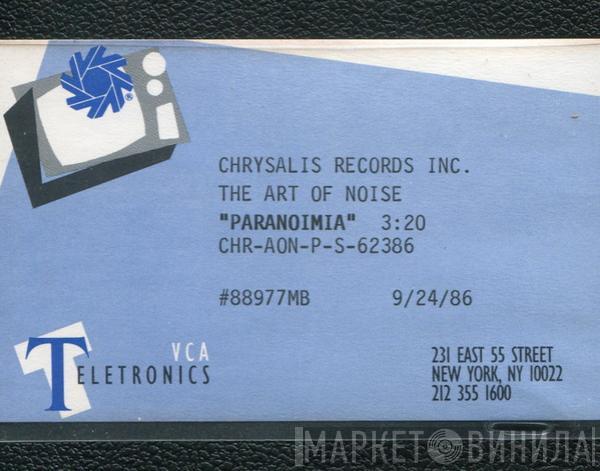 ®
CHRYSALIS RECORDS INC.
THE ART OF NOISE
"PARANOIMIA" 3:20
CHR-AON-P-S-62386
#88977MB 9/24/86
VCA
TELETRONICS
231 EAST 55 STREET
NEW YORK, NY 10022
212 355 1600
МАРКЕТ ВИНИЛА